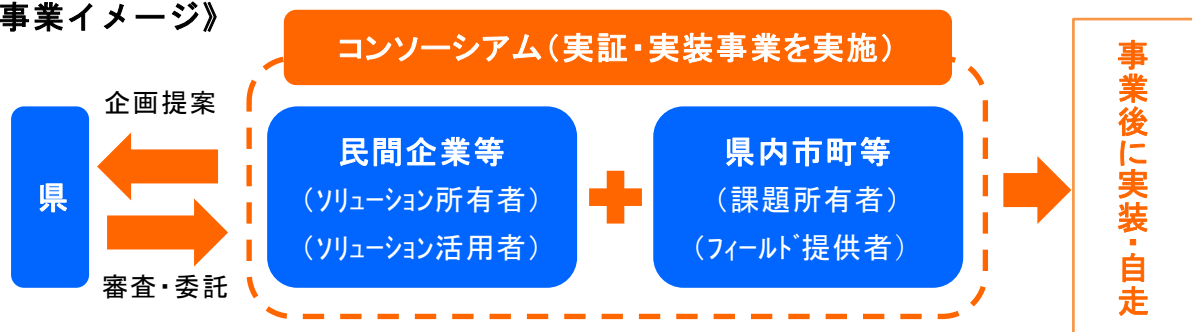 事業イメージ》
コンソーシアム（実証・実装事業を実施）
企画提案
県
審査・委託
民間企業等
（ｿﾘｭｰｼｮﾝ所有者）
（ｿﾘｭｰｼｮﾝ活用者）
県内市町等
（課題所有者）
（ﾌｨｰﾙﾄﾞ提供者）
事業後に実装・自走